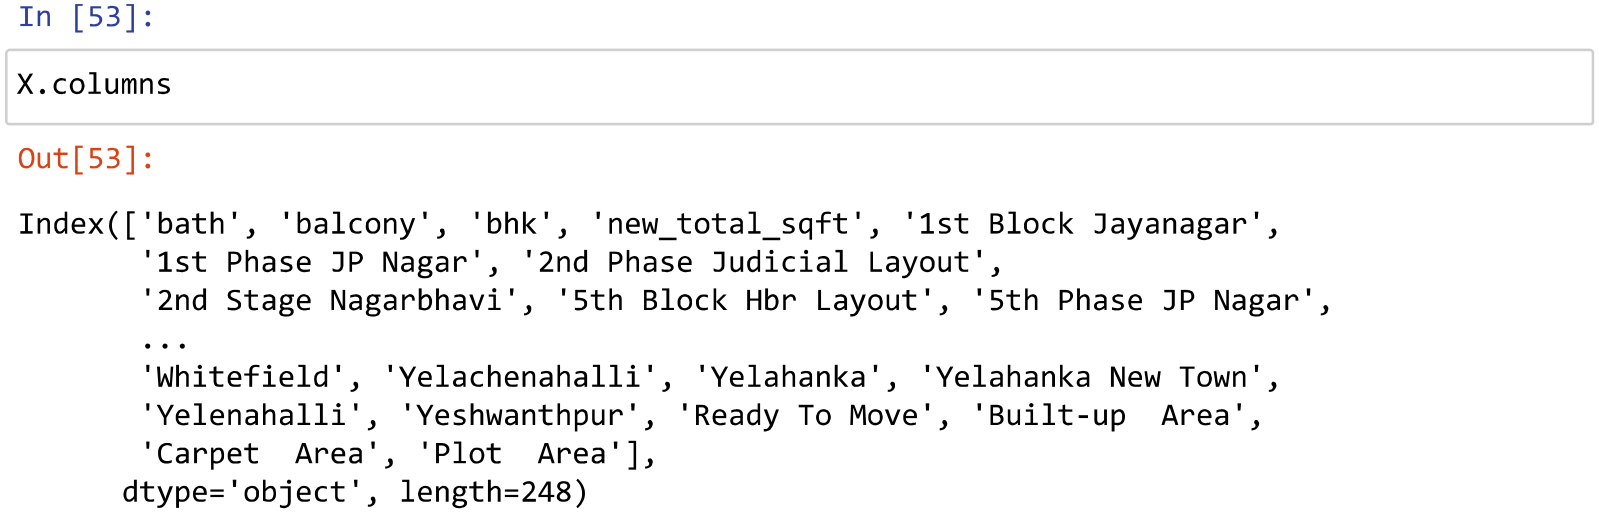 In [53]:
X.columns
Out[53]:
Index(['bath', 'balcony', 'bhk', 'new_total_sqft', '1st Block Jayanagar',
'1st Phase JP Nagar', '2nd Phase Judicial Layout',
'2nd Stage Nagarbhavi', '5th Block Hbr Layout', '5th Phase JP Nagar',
...
'Whitefield', 'Yelachenahalli', 'Yelahanka', 'Yelahanka New Town',
'Yelenahalli', 'Yeshwanthpur', 'Ready To Move', 'Built-up  Area',
'Carpet  Area', 'Plot  Area'],
dtype='object', length=248)